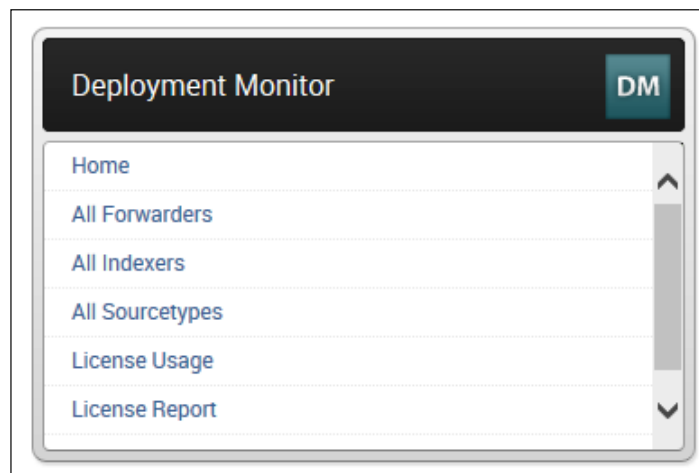 Deployment Monitor
DM
Home
All Forwarders
All Indexers
All Sourcetypes
License Usage
License Report